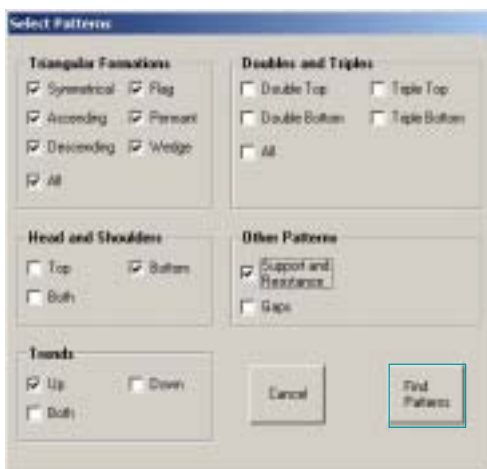 Select Patterns
Triangular Formations
Symmetrical
Flag
Ascending
Pennant
Descending
Wedge
All
Doubles and Triples
Double Top
Triple Top
Double Bottom
Triple Bottom
All
Head and Shoulders
Top
Bottom
Both
Other Patterns
Support and
Resistance
Gaps
Trends
Up
Down
Both
Cancel
Find
Patterns